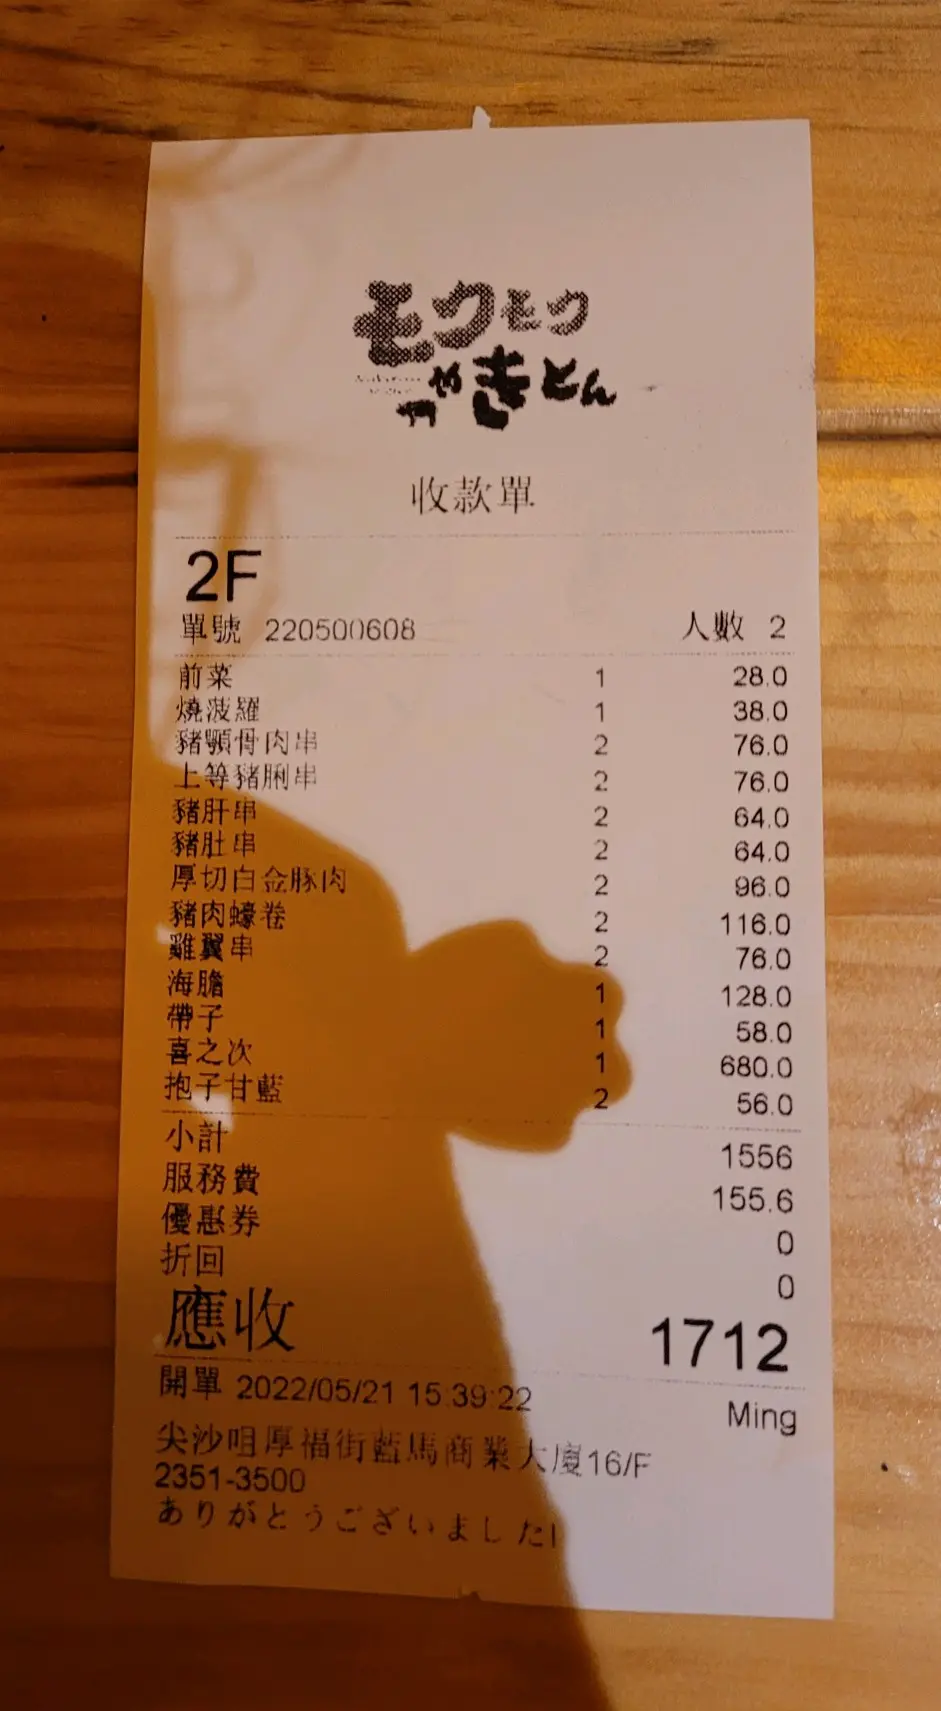 モクモク
やきとん
收款單
2F
單號 220500608 人數 2
前菜 1 28.0
燒菠蘿 1 38.0
豬顎骨肉串 2 76.0
上等豬脷串 2 76.0
豬肝串 2 64.0
豬肚串 2 64.0
厚切白金豚肉 2 96.0
豬肉蠔卷 2 116.0
雞翼串 2 76.0
海膽 1 128.0
帶子 1 58.0
喜之次 1 680.0
抱子甘藍 2 56.0
小計 1556
服務費 155.6
優惠券 0
折回 0
應收 1712
開單 2022/05/21 15:39:22 Ming
尖沙咀厚福街藍馬商業大廈16/F
2351-3500
ありがとうございました!